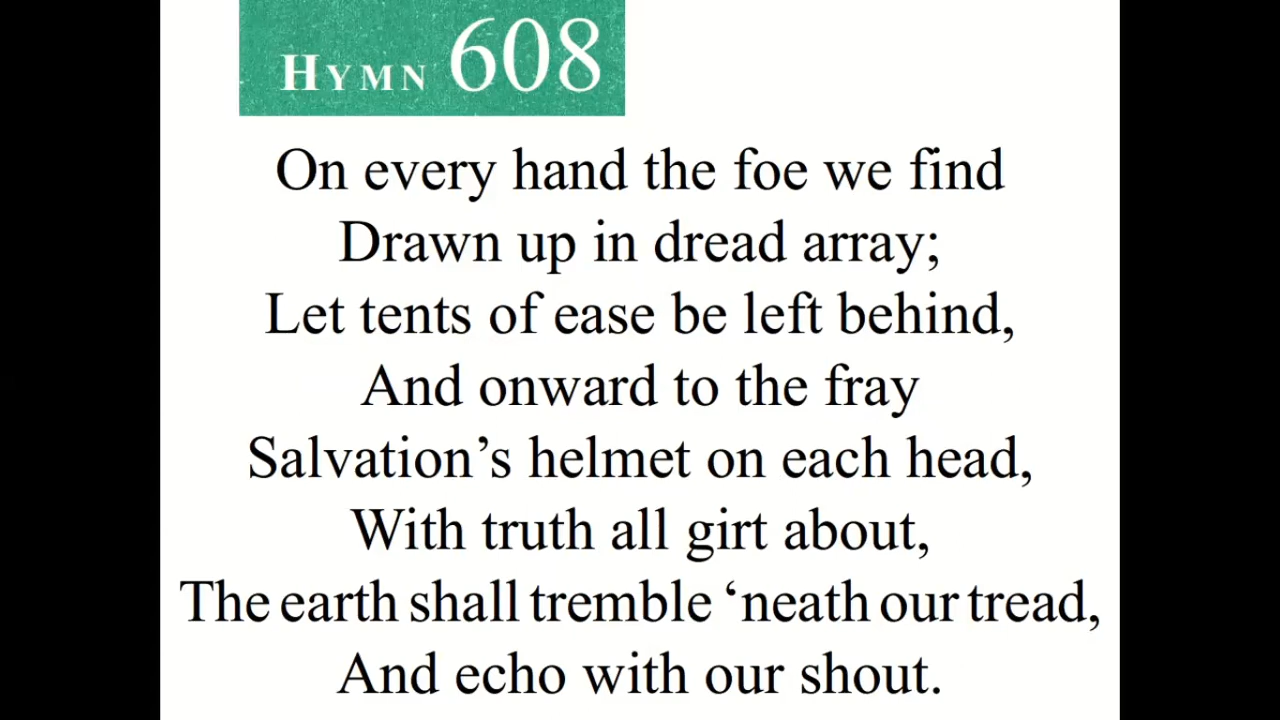 HYMN 608
On every hand the foe we find
Drawn up in dread array;
Let tents of ease be left behind,
And onward to the fray
Salvation’s helmet on each head,
With truth all girt about,
The earth shall tremble ‘neath our tread,
And echo with our shout.